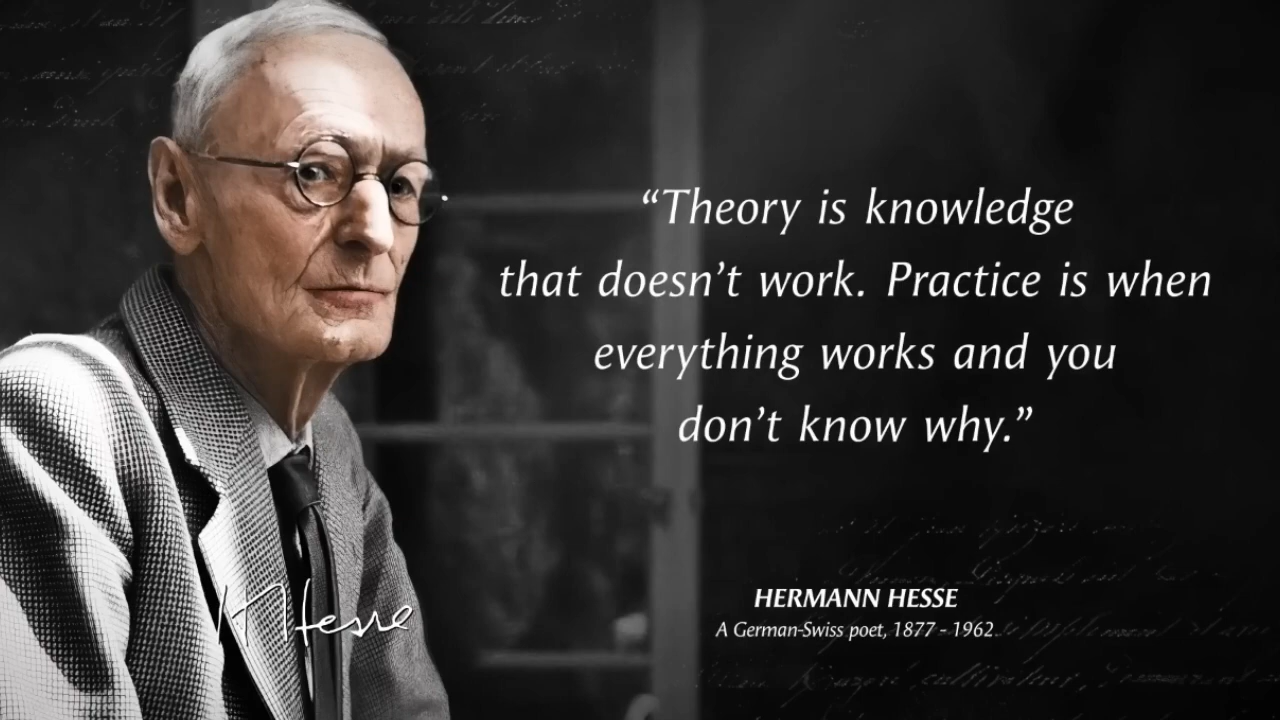 “Theory is knowledge
that doesn’t work. Practice is when
everything works and you
don’t know why.”
HERMANN HESSE
A German-Swiss poet, 1877 - 1962
H Hesse